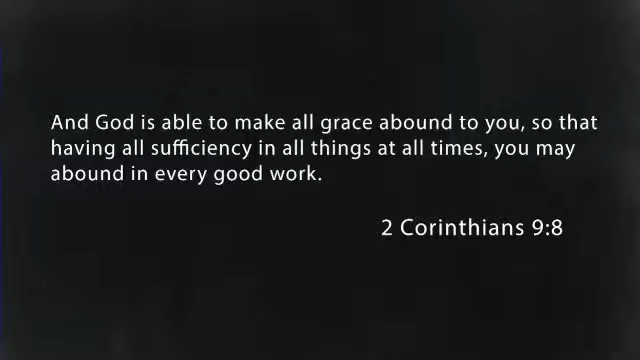 And God is able to make all grace abound to you, so that
having all sufficiency in all things at all times, you may
abound in every good work.
2 Corinthians 9:8